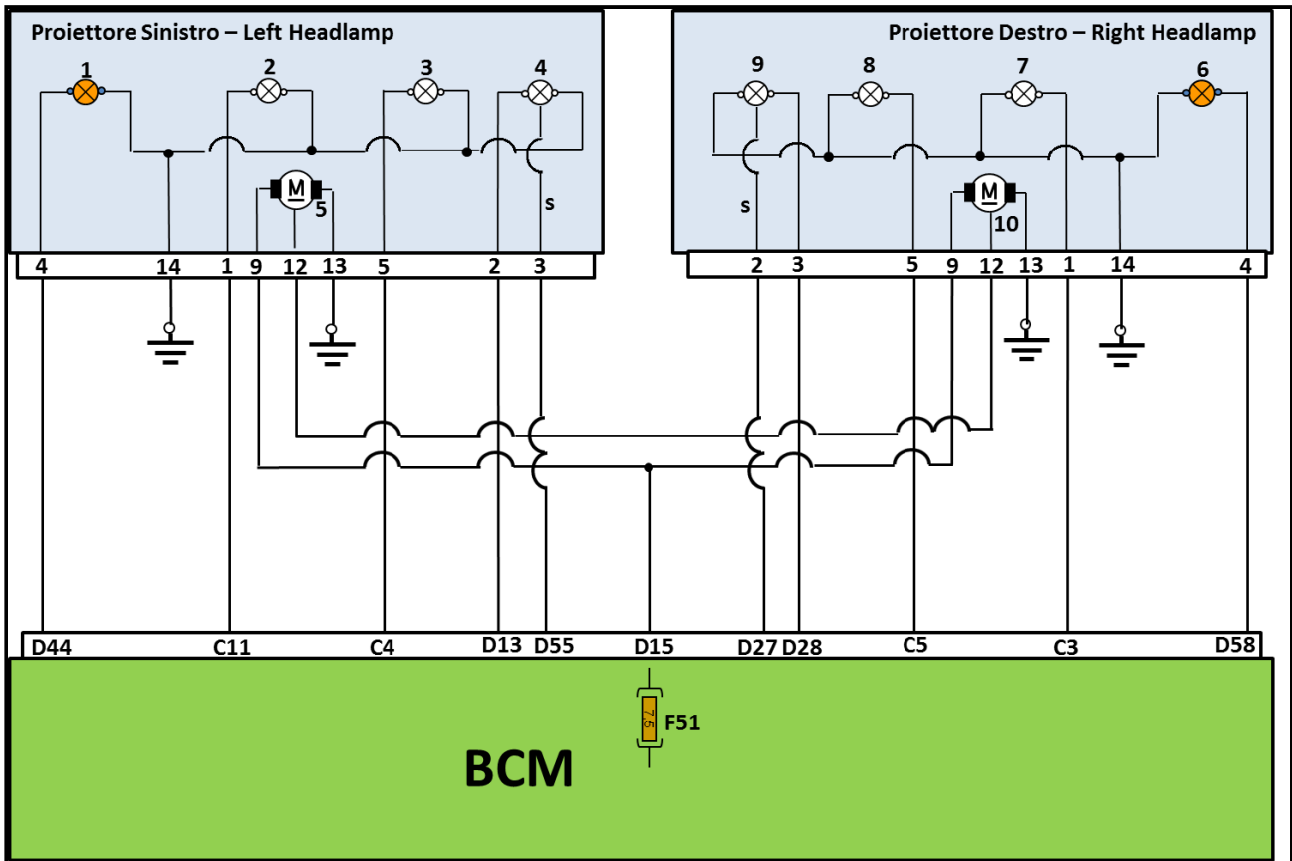 Proiettore Sinistro – Left Headlamp
Proiettore Destro – Right Headlamp
1 2 3 4
9 8 7 6
M
5
s
M
10
s
4 14 1 9 12 13 5 2 3
2 3 5 9 12 13 1 14 4
D44 C11 C4 D13 D55 D15 D27 D28 C5 C3 D58
7.5
F51
BCM